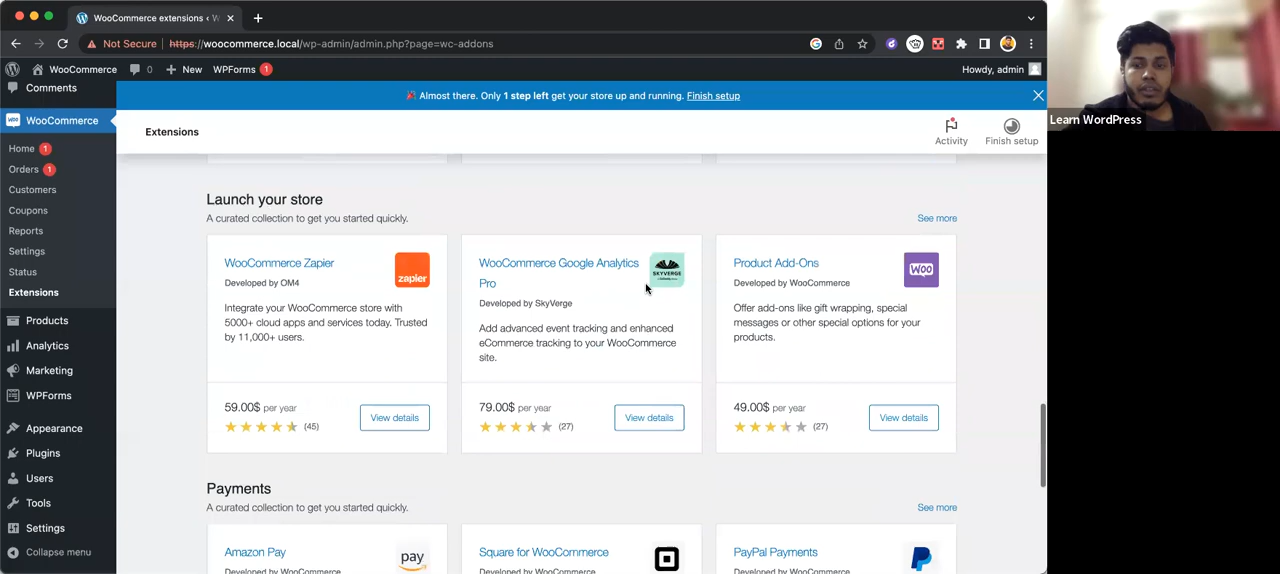 WooCommerce extensions ‹ W
Not Secure
https://woocommerce.local/wp-admin/admin.php?page=wc-addons
WooCommerce
0
New
WPForms 1
Howdy, admin
Comments
WooCommerce
Home 1
Orders 1
Customers
Coupons
Reports
Settings
Status
Extensions
Products
Analytics
Marketing
WPForms
Appearance
Plugins
Users
Tools
Settings
Collapse menu
Almost there. Only 1 step left get your store up and running. Finish setup
Extensions
Activity
Finish setup
Launch your store
A curated collection to get you started quickly.
See more
WooCommerce Zapier
Developed by OM4
zapier
Integrate your WooCommerce store with
5000+ cloud apps and services today. Trusted
by 11,000+ users.
59.00$ per year
(45)
View details
WooCommerce Google Analytics
Pro
Developed by SkyVerge
SKYVERGE
Add advanced event tracking and enhanced
eCommerce tracking to your WooCommerce
site.
79.00$ per year
(27)
View details
Product Add-Ons
Developed by WooCommerce
WOO
Offer add-ons like gift wrapping, special
messages or other special options for your
products.
49.00$ per year
(27)
View details
Payments
A curated collection to get you started quickly.
See more
Amazon Pay
Developed by WooCommerce
pay
Square for WooCommerce
Developed by WooCommerce
PayPal Payments
Developed by WooCommerce
Learn WordPress